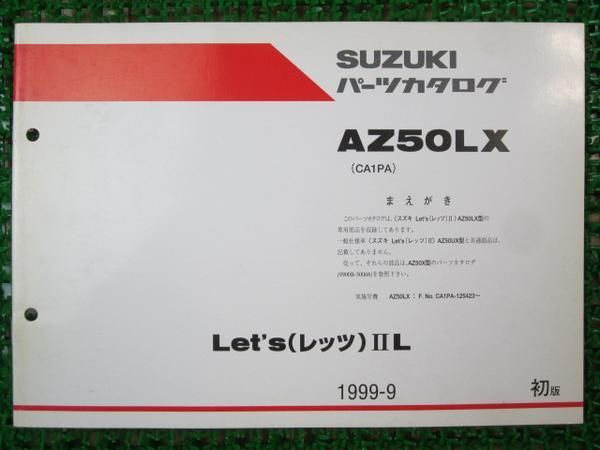 SUZUKI
パーツカタログ
AZ50LX
(CA1PA)
まえがき
このパーツカタログは、〈スズキ Let's(レッツ)II〉AZ50LX型の
専用部品を収録してあります。
一般仕様車〈スズキ Let's(レッツ)II〉AZ50UX型と共通部品は、
記載してありません。
従って、それらの部品は、AZ50X型のパーツカタログ
を参照下さい。
実施号機 AZ50LX : F. No. CA1PA-125423~
Let's(レッツ)II L
1999-9
初版